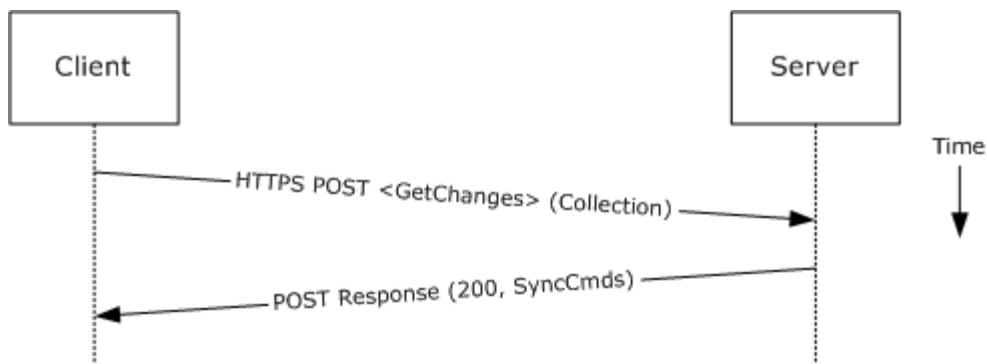 Client
Server
Time
HTTPS POST <GetChanges> (Collection)
POST Response (200, SyncCmds)